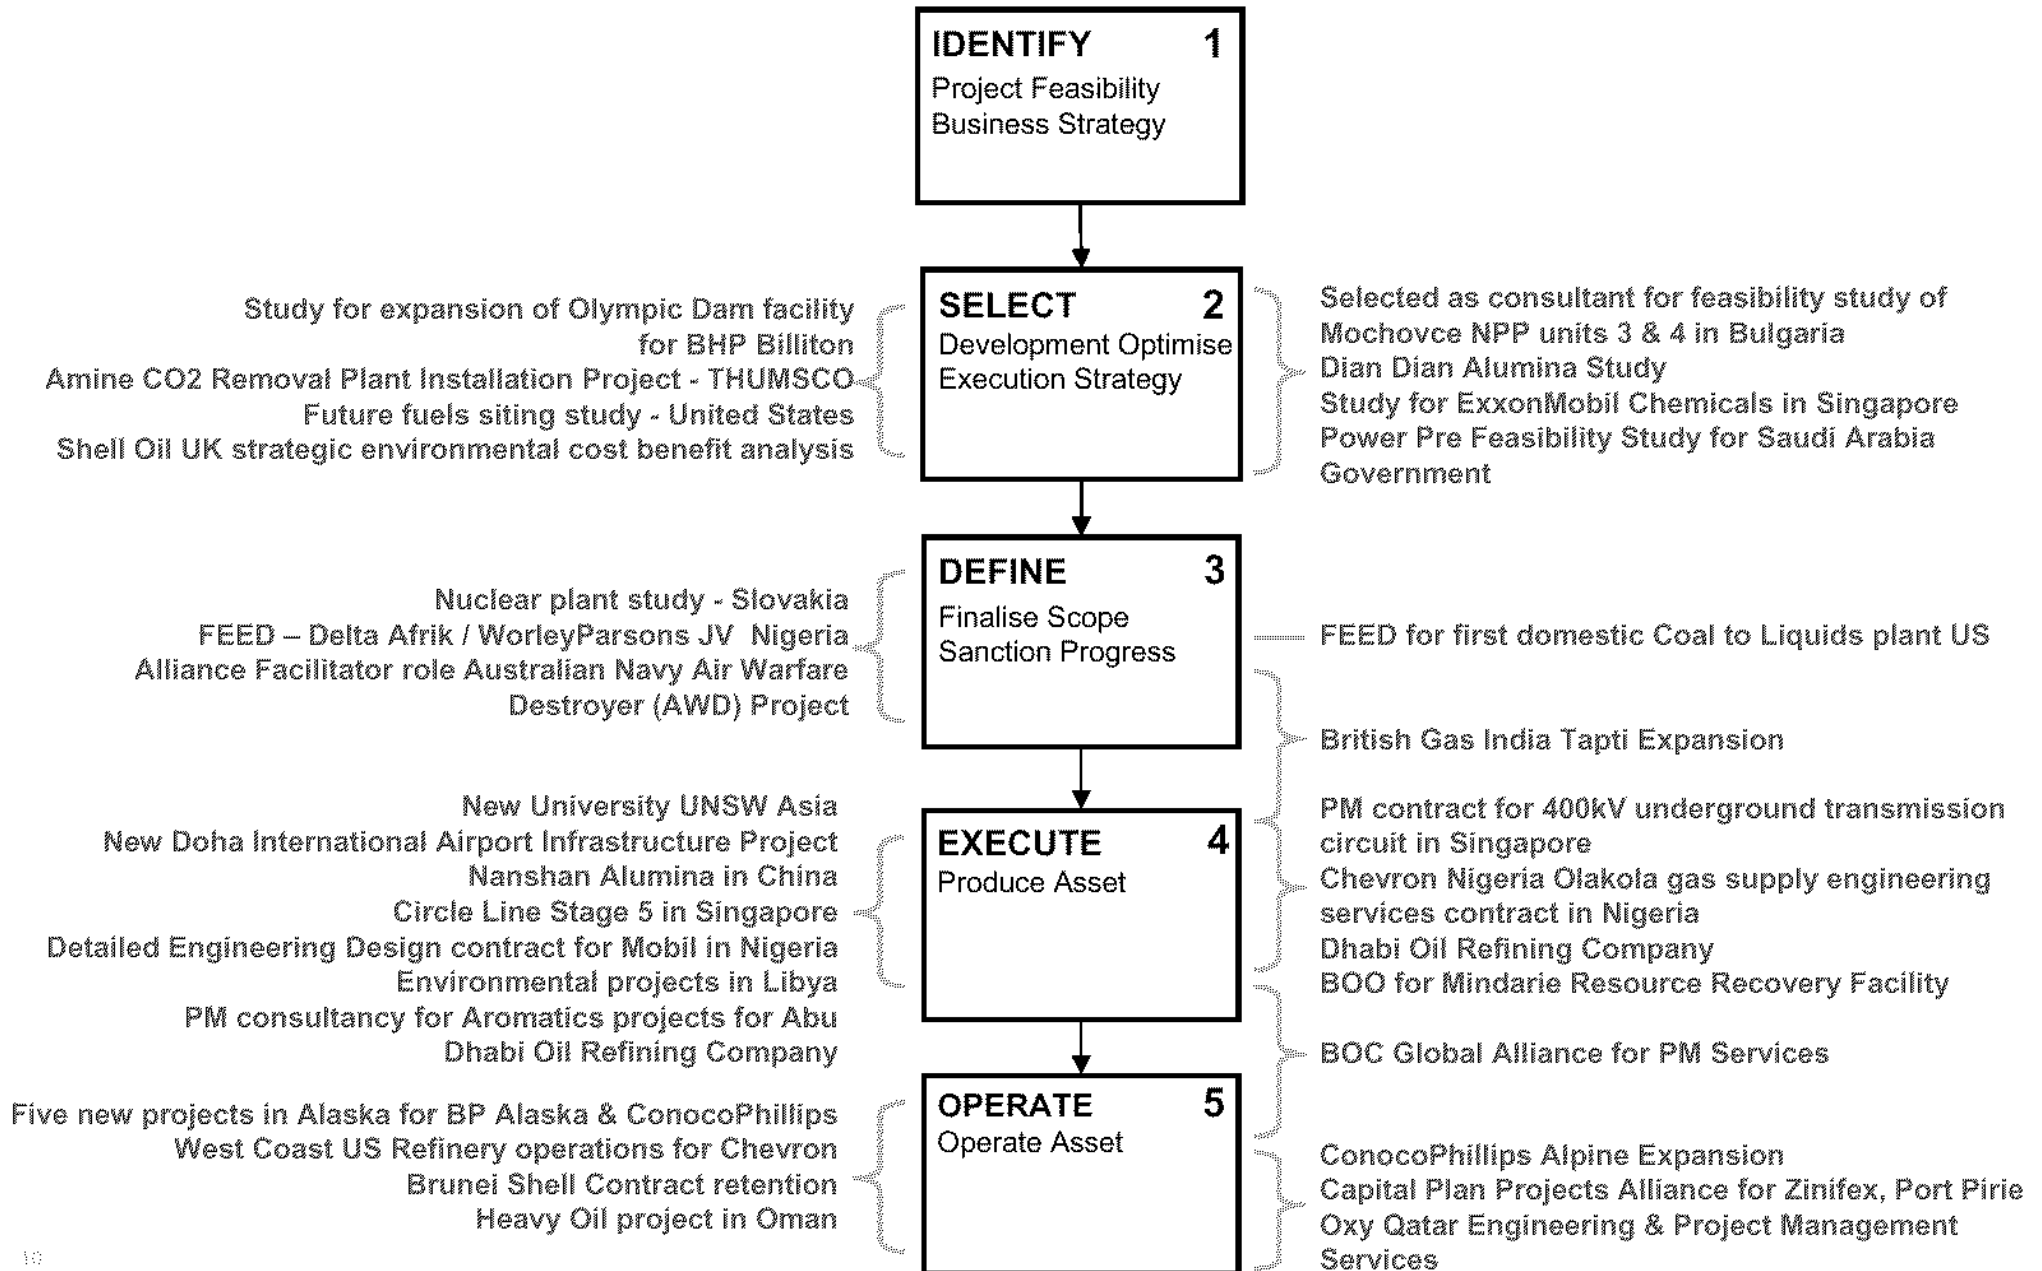 IDENTIFY 1
Project Feasibility
Business Strategy
Study for expansion of Olympic Dam facility
for BHP Billiton
Amine CO2 Removal Plant Installation Project - THUMSCO
Future fuels siting study - United States
Shell Oil UK strategic environmental cost benefit analysis
SELECT 2
Development Optimise
Execution Strategy
Selected as consultant for feasibility study of
Mochovce NPP units 3 & 4 in Bulgaria
Dian Dian Alumina Study
Study for ExxonMobil Chemicals in Singapore
Power Pre Feasibility Study for Saudi Arabia
Government
Nuclear plant study - Slovakia
FEED – Delta Afrik / WorleyParsons JV Nigeria
Alliance Facilitator role Australian Navy Air Warfare
Destroyer (AWD) Project
DEFINE 3
Finalise Scope
Sanction Progress
FEED for first domestic Coal to Liquids plant US
British Gas India Tapti Expansion
New University UNSW Asia
New Doha International Airport Infrastructure Project
Nanshan Alumina in China
Circle Line Stage 5 in Singapore
Detailed Engineering Design contract for Mobil in Nigeria
Environmental projects in Libya
PM consultancy for Aromatics projects for Abu
Dhabi Oil Refining Company
EXECUTE 4
Produce Asset
PM contract for 400kV underground transmission
circuit in Singapore
Chevron Nigeria Olakola gas supply engineering
services contract in Nigeria
Dhabi Oil Refining Company
BOO for Mindarie Resource Recovery Facility
BOC Global Alliance for PM Services
Five new projects in Alaska for BP Alaska & ConocoPhillips
West Coast US Refinery operations for Chevron
Brunei Shell Contract retention
Heavy Oil project in Oman
OPERATE 5
Operate Asset
ConocoPhillips Alpine Expansion
Capital Plan Projects Alliance for Zinifex, Port Pirie
Oxy Qatar Engineering & Project Management
Services